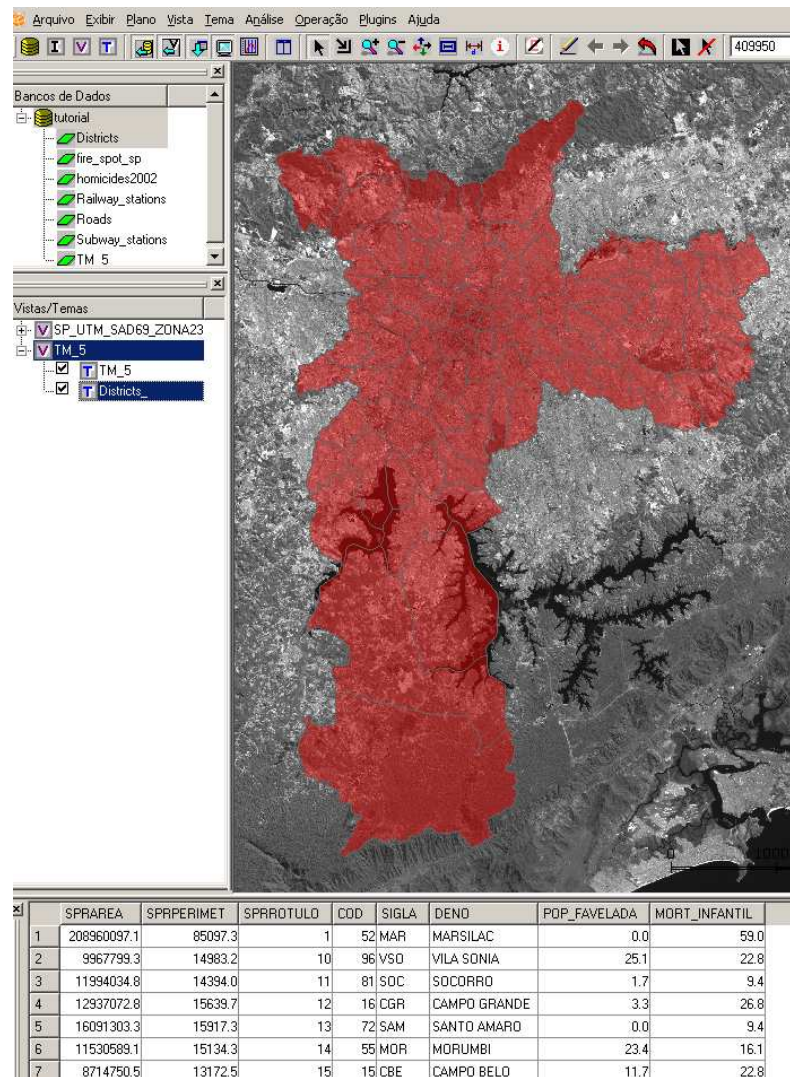 Arquivo Exibir Plano Vista Tema Análise Operação Plugins Ajuda
I V T i 409950
Bancos de Dados
tutorial
Districts
fire_spot_sp
homicides2002
Railway_stations
Roads
Subway_stations
TM_5
Vistas/Temas
V SP_UTM_SAD69_ZONA23
V TM_5
T TM_5
T Districts_
0 1000
SPRAREA SPRPERIMET SPRROTULO COD SIGLA DENO POP_FAVELADA MORT_INFANTIL
1 208960097.1 85097.3 1 52 MAR MARSILAC 0.0 59.0
2 9967799.3 14983.2 10 96 VSO VILA SONIA 25.1 22.8
3 11994034.8 14394.0 11 81 SOC SOCORRO 1.7 9.4
4 12937072.8 15639.7 12 16 CGR CAMPO GRANDE 3.3 26.8
5 16091303.3 15917.3 13 72 SAM SANTO AMARO 0.0 9.4
6 11530589.1 15134.3 14 55 MOR MORUMBI 23.4 16.1
7 8714750.5 13172.5 15 15 CBE CAMPO BELO 11.7 22.8